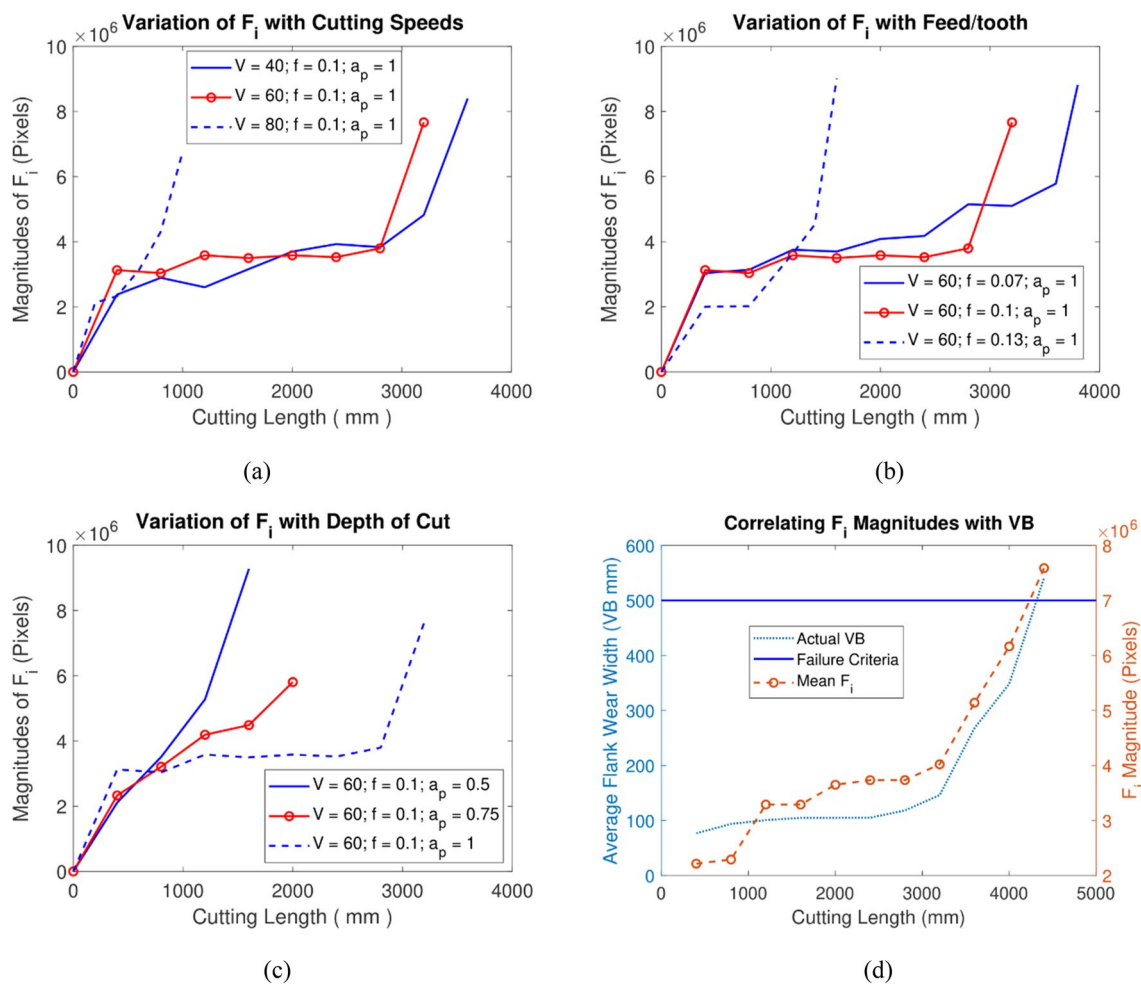 Variation of Fi with Cutting Speeds
×10^6
10
8
6
4
2
0
Magnitudes of Fi (Pixels)
V = 40; f = 0.1; ap = 1
V = 60; f = 0.1; ap = 1
V = 80; f = 0.1; ap = 1
0 1000 2000 3000 4000
Cutting Length ( mm )
(a)
Variation of Fi with Feed/tooth
×10^6
10
8
6
4
2
0
Magnitudes of Fi (Pixels)
V = 60; f = 0.07; ap = 1
V = 60; f = 0.1; ap = 1
V = 60; f = 0.13; ap = 1
0 1000 2000 3000 4000
Cutting Length ( mm )
(b)
Variation of Fi with Depth of Cut
×10^6
10
8
6
4
2
0
Magnitudes of Fi (Pixels)
V = 60; f = 0.1; ap = 0.5
V = 60; f = 0.1; ap = 0.75
V = 60; f = 0.1; ap = 1
0 1000 2000 3000 4000
Cutting Length ( mm )
(c)
Correlating Fi Magnitudes with VB
×10^6
600
500
400
300
200
100
0
Average Flank Wear Width (VB mm)
Actual VB
Failure Criteria
Mean Fi
8
7
6
5
4
3
2
Fi Magnitude (Pixels)
0 1000 2000 3000 4000 5000
Cutting Length (mm)
(d)